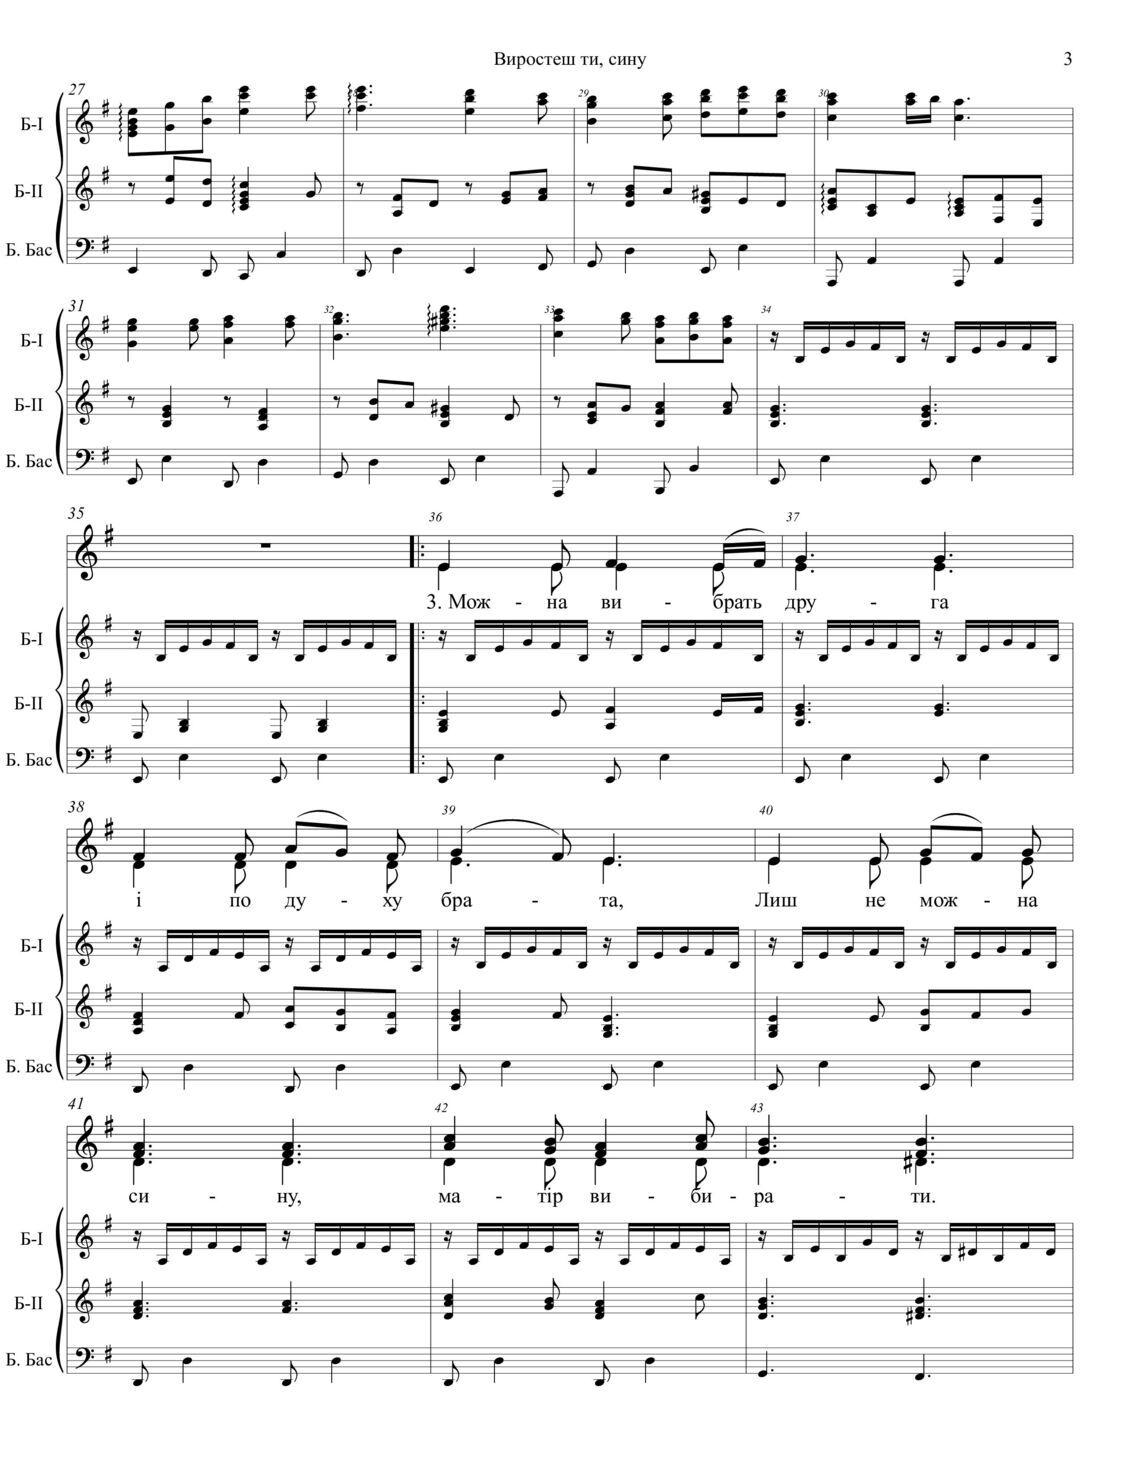 Виростеш ти, сину 3
27 28 29 30
Б-І
Б-ІІ
Б. Бас
31 32 33 34
Б-І
Б-ІІ
Б. Бас
35 36 37
3. Мож - на ви - брать дру - га
Б-І
Б-ІІ
Б. Бас
38 39 40
і по ду - ху бра - та, Лиш не мож - на
Б-І
Б-ІІ
Б. Бас
41 42 43
си - ну, ма - тір ви - би - ра - ти.
Б-І
Б-ІІ
Б. Бас